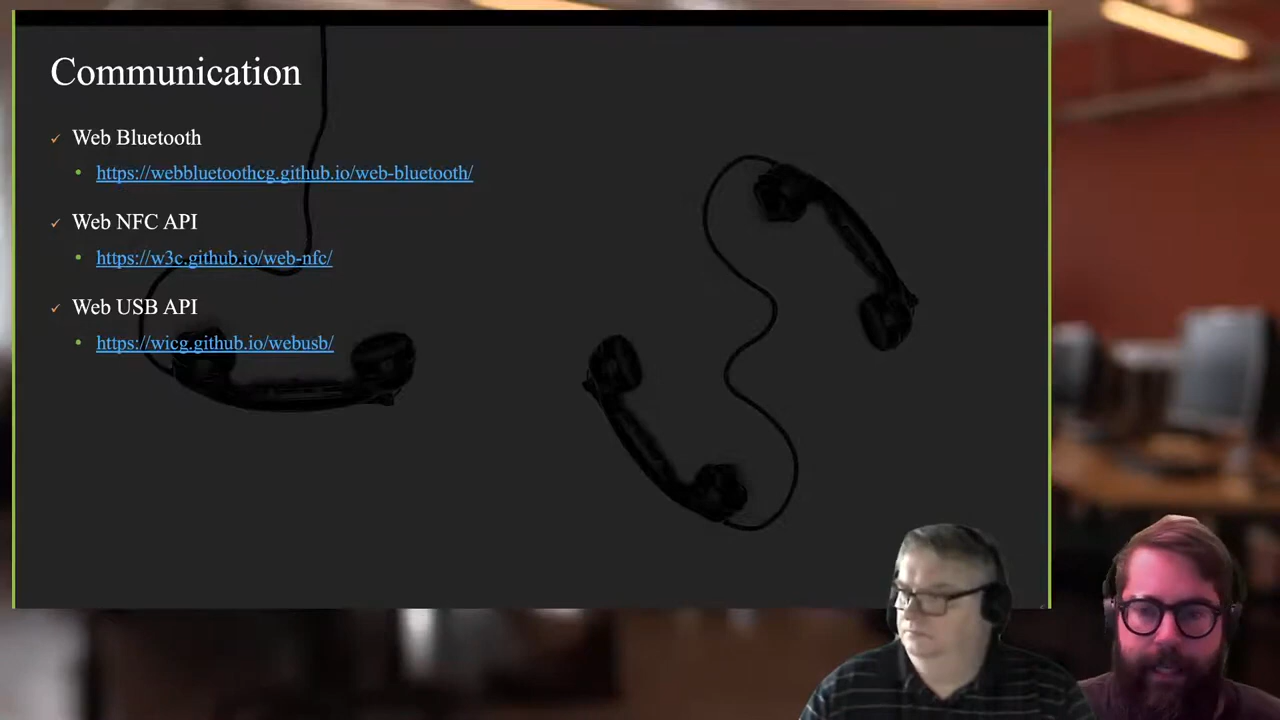 Communication
Web Bluetooth
https://webbluetoothcg.github.io/web-bluetooth/
Web NFC API
https://w3c.github.io/web-nfc/
Web USB API
https://wicg.github.io/webusb/